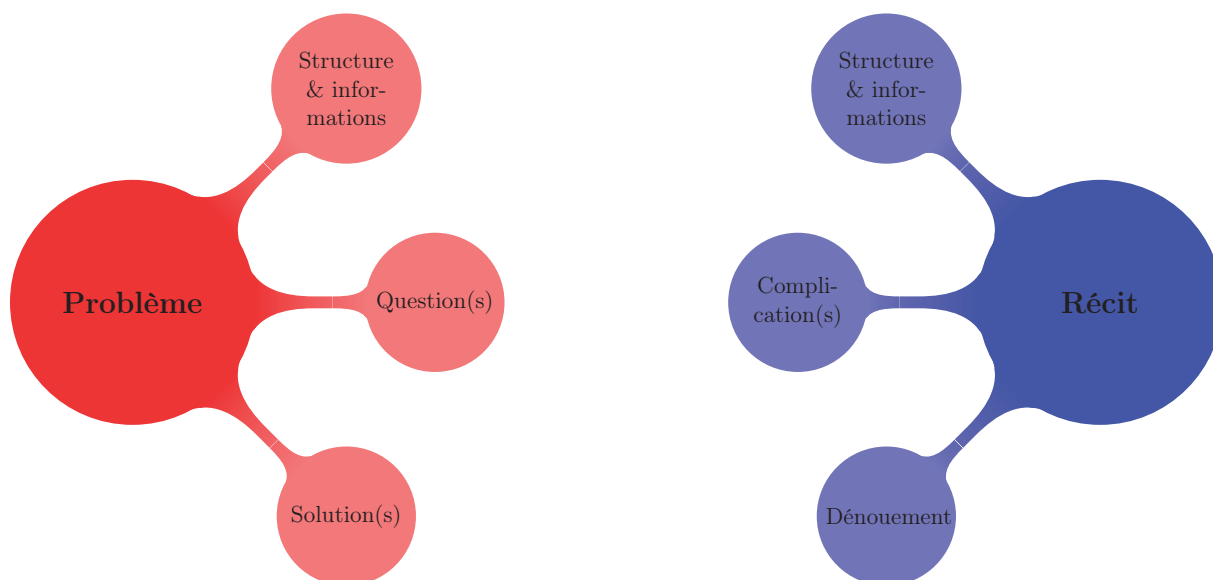 Structure
& infor-
mations
Problème
Question(s)
Solution(s)
Structure
& infor-
mations
Compli-
cation(s)
Récit
Dénouement